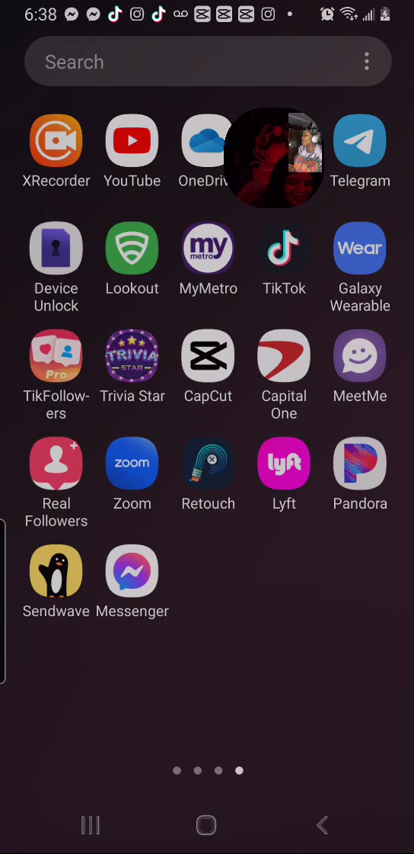 6:38
Search
XRecorder
YouTube
OneDriv
Telegram
my
metro
Wear
Device
Unlock
Lookout
MyMetro
TikTok
Galaxy
Wearable
Pro
TRIVIA
STAR
TikFollow-
ers
Trivia Star
CapCut
Capital
One
MeetMe
zoom
lyft
Real
Followers
Zoom
Retouch
Lyft
Pandora
Sendwave
Messenger